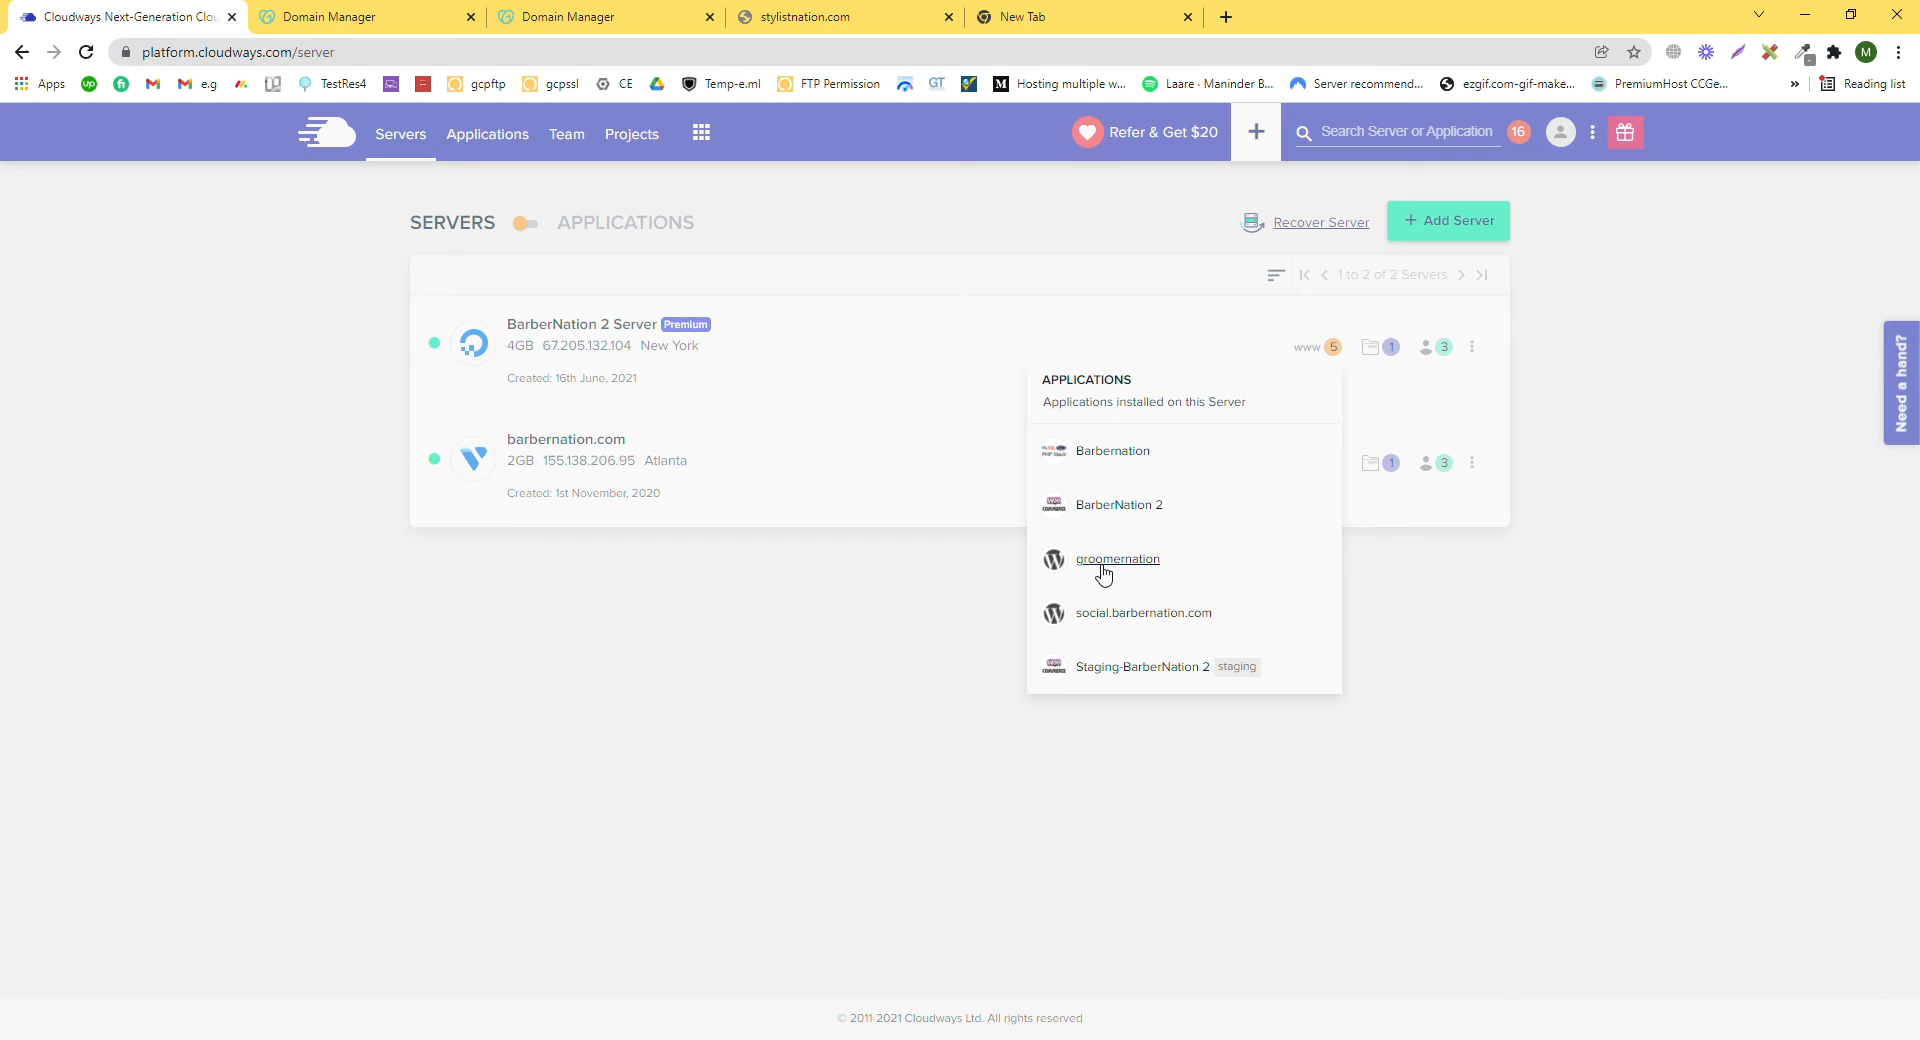 Cloudways Next-Generation Clou
Domain Manager
Domain Manager
stylistnation.com
New Tab
platform.cloudways.com/server
M
Apps
up
e.g
TestRes4
gcpftp
gcpssl
CE
Temp-e.ml
FTP Permission
GT
M
Hosting multiple w...
Laare - Maninder B...
Server recommend...
ezgif.com-gif-make...
PremiumHost CCGe...
»
Reading list
Servers
Applications
Team
Projects
Refer & Get $20
+
Search Server or Application
16
SERVERS
APPLICATIONS
Recover Server
+ Add Server
1 to 2 of 2 Servers
BarberNation 2 Server Premium
4GB 67.205.132.104 New York
Created: 16th June, 2021
www 5
1
3
barbernation.com
2GB 155.138.206.95 Atlanta
Created: 1st November, 2020
1
3
APPLICATIONS
Applications installed on this Server
Barbernation
BarberNation 2
groomernation
social.barbernation.com
Staging-BarberNation 2 staging
Need a hand?
© 2011-2021 Cloudways Ltd. All rights reserved